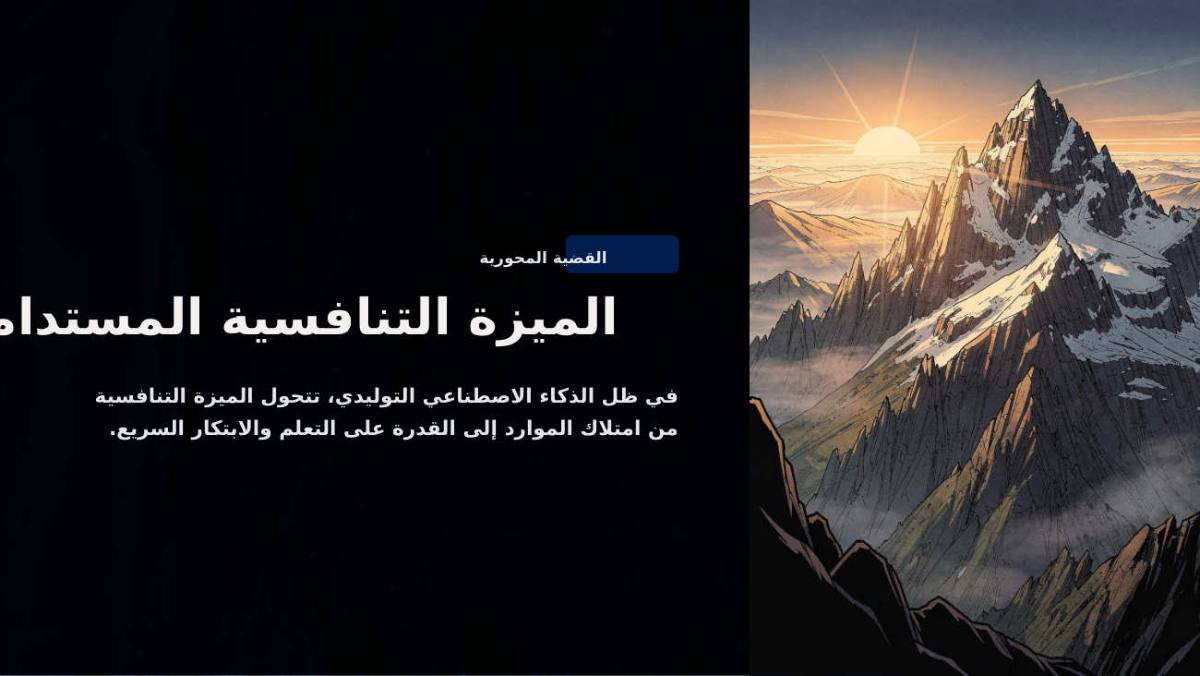 القضية المحورية
الميزة التنافسية المستدام
في ظل الذكاء الاصطناعي التوليدي، تتحول الميزة التنافسية
من امتلاك الموارد إلى القدرة على التعلم والابتكار السريع.